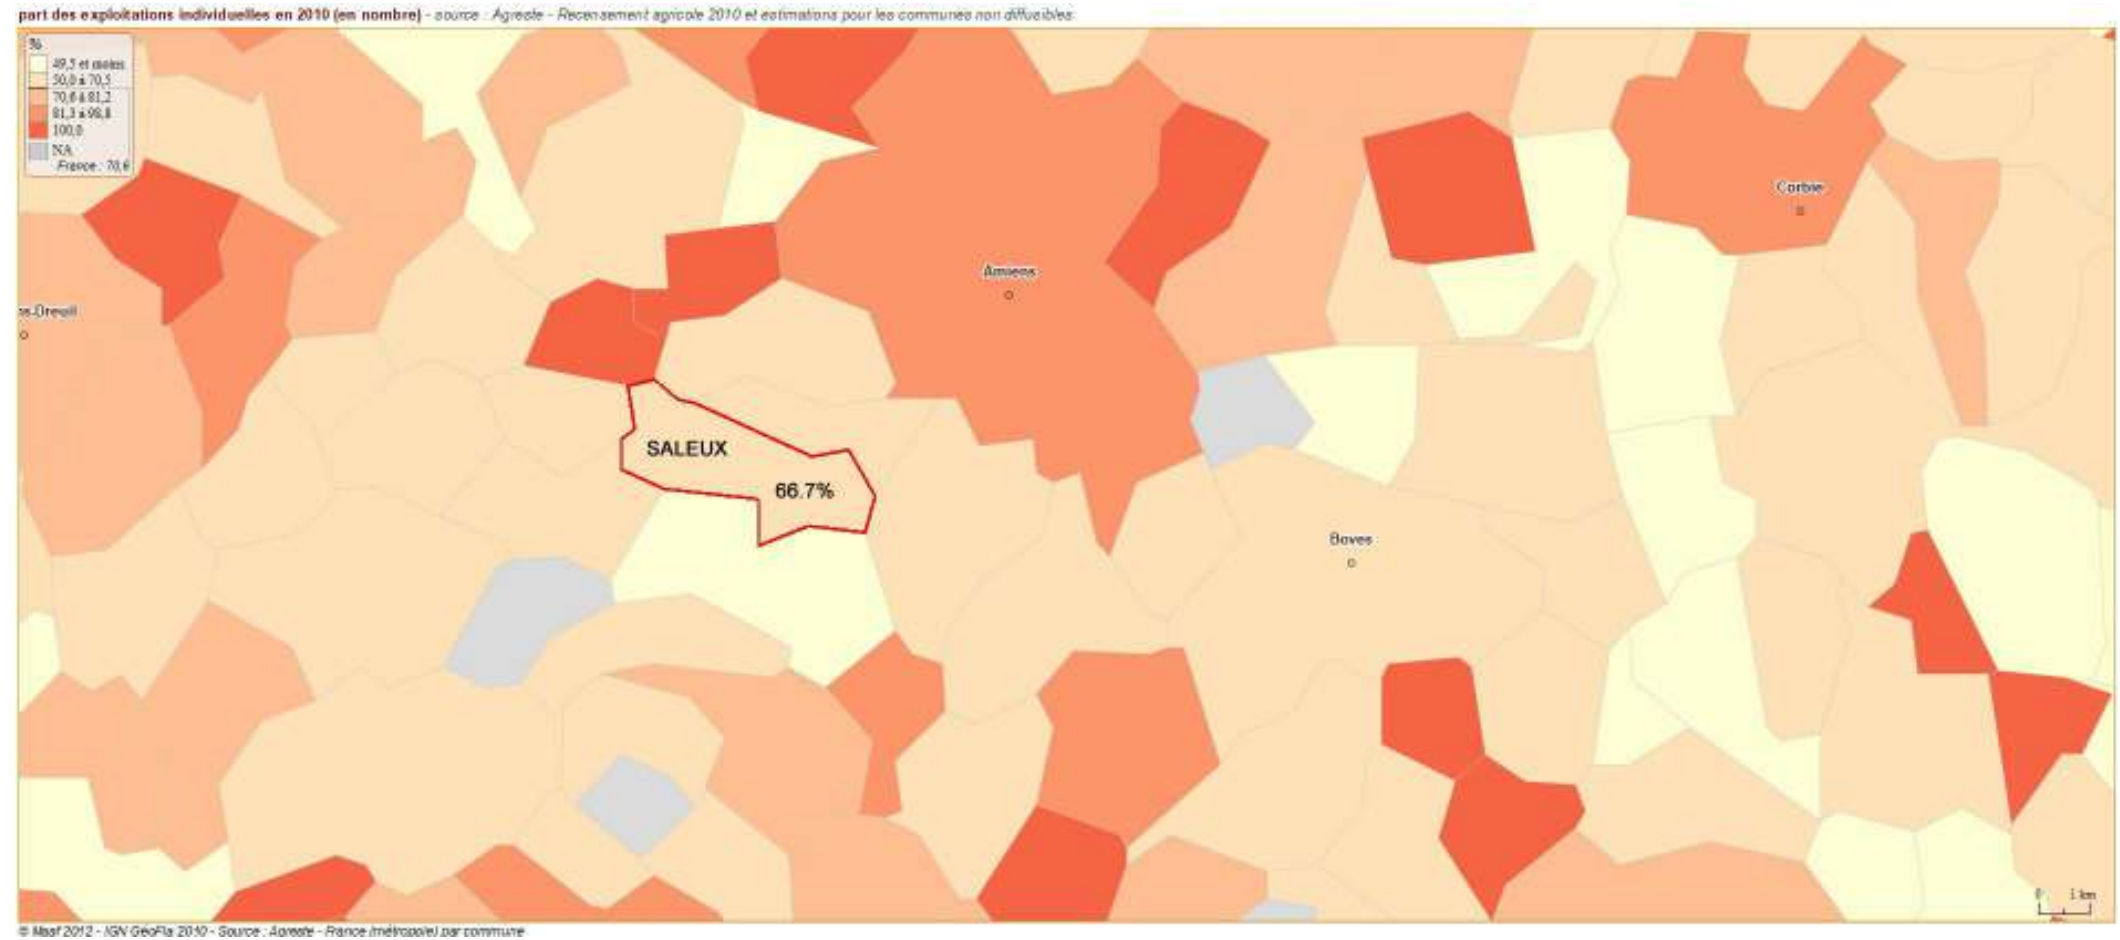 part des exploitations individuelles en 2010 (en nombre) - source : Agreste - Recensement agricole 2010 et estimations pour les communes non diffusibles
%
49,5 et moins
50,0 à 70,5
70,6 à 81,2
81,3 à 98,8
100,0
NA
France : 70,6
Corbie
Amiens
ns-Dreuil
SALEUX
66.7%
Boves
0 1 km
© Maaf 2012 - IGN GéoFla 2010 - Source : Agreste - France (métropole) par commune